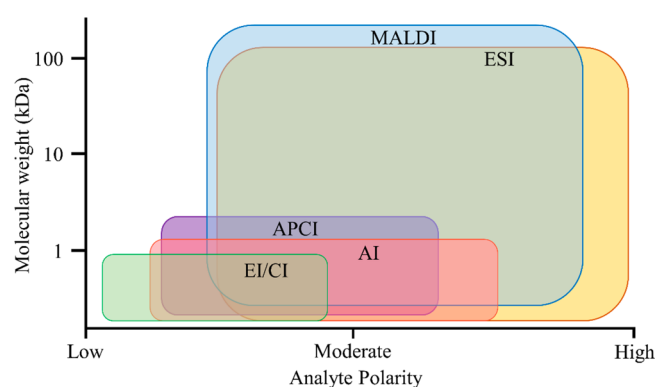 MALDI
ESI
100
10
1
Molecular weight (kDa)
APCI
AI
EI/CI
Low
Moderate
High
Analyte Polarity